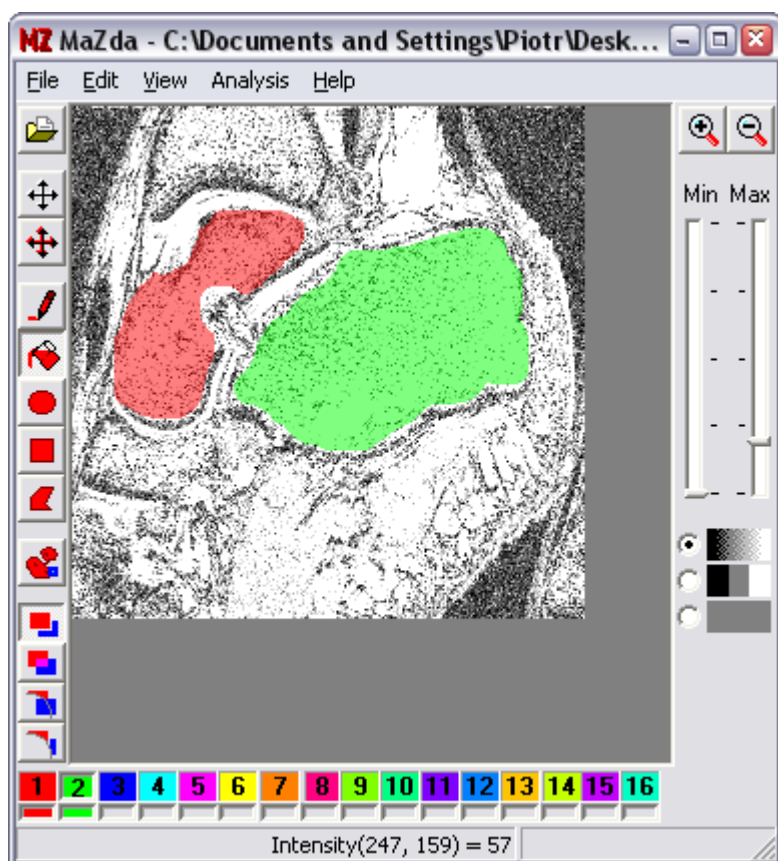 MZ MaZda - C:\Documents and Settings\Piotr\Desk...
File Edit View Analysis Help
Min Max
1 2 3 4 5 6 7 8 9 10 11 12 13 14 15 16
Intensity(247, 159) = 57